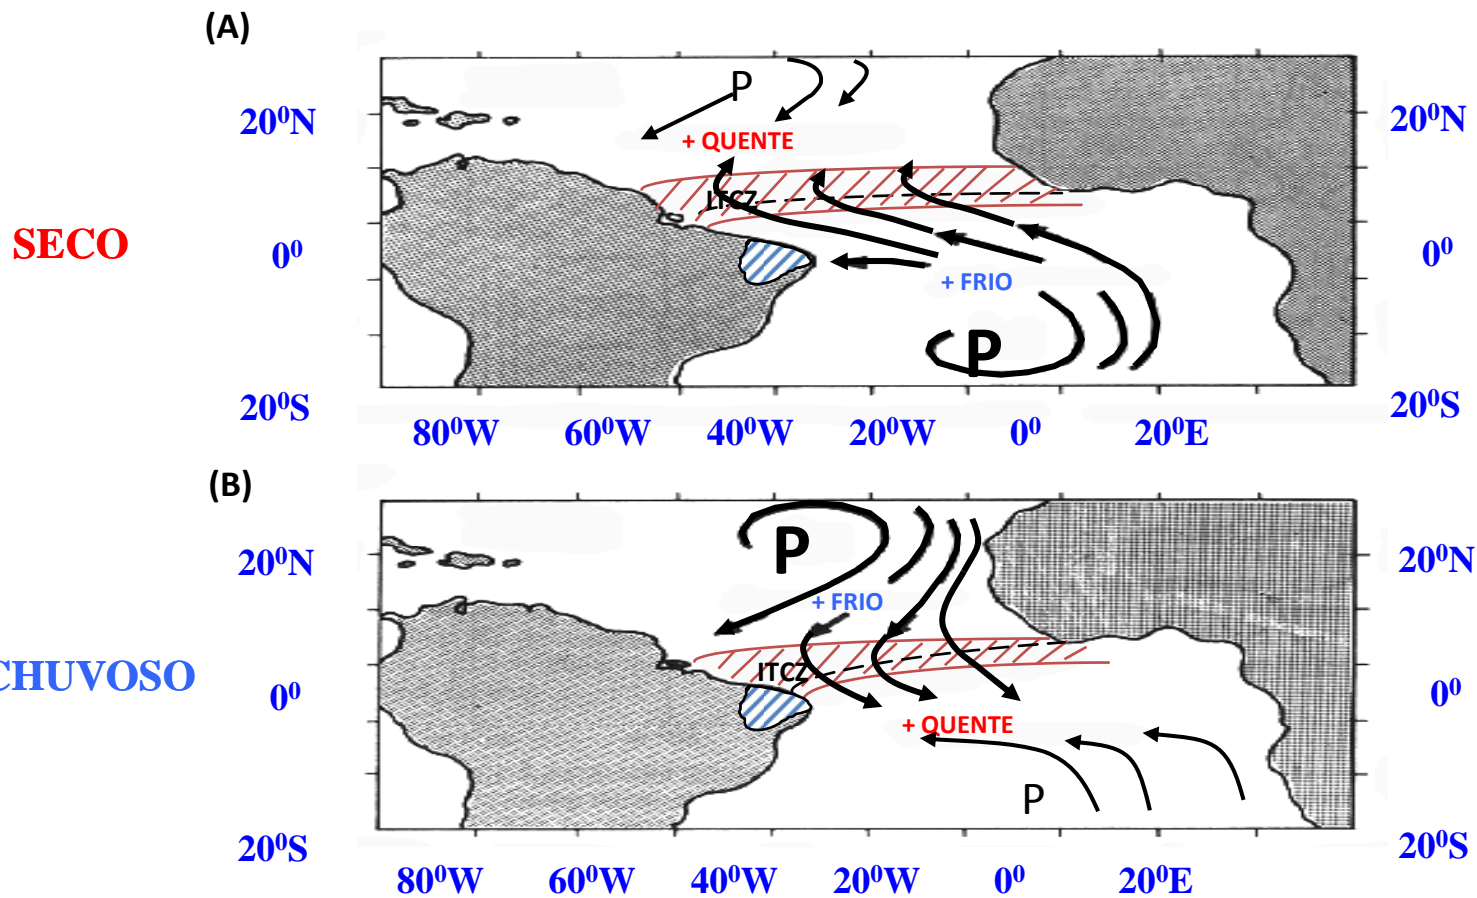 (A)
P
20⁰N
20⁰N
+ QUENTE
ITCZ
SECO
0⁰
0⁰
+ FRIO
P
20⁰S
20⁰S
80⁰W 60⁰W 40⁰W 20⁰W 0⁰ 20⁰E
(B)
P
20⁰N
20⁰N
+ FRIO
ITCZ
CHUVOSO
0⁰
0⁰
+ QUENTE
P
20⁰S
20⁰S
80⁰W 60⁰W 40⁰W 20⁰W 0⁰ 20⁰E